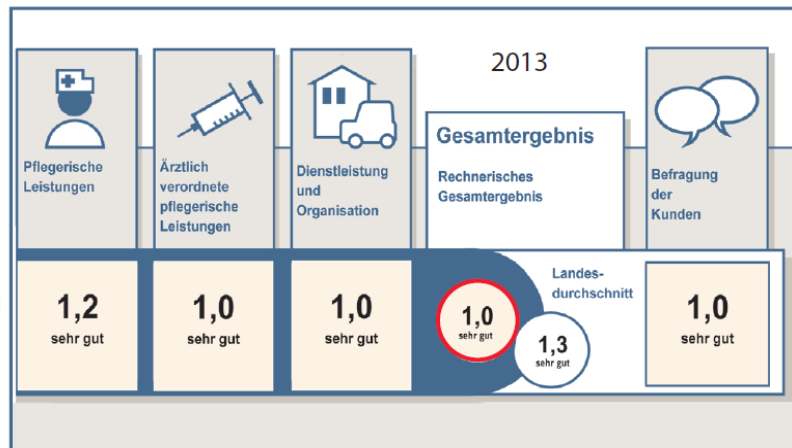 2013
Pflegerische
Leistungen
Ärztlich
verordnete
pflegerische
Leistungen
Dienstleistung
und
Organisation
Gesamtergebnis
Rechnerisches
Gesamtergebnis
Befragung
der
Kunden
1,2
sehr gut
1,0
sehr gut
1,0
sehr gut
1,0
sehr gut
Landes-
durchschnitt
1,3
sehr gut
1,0
sehr gut